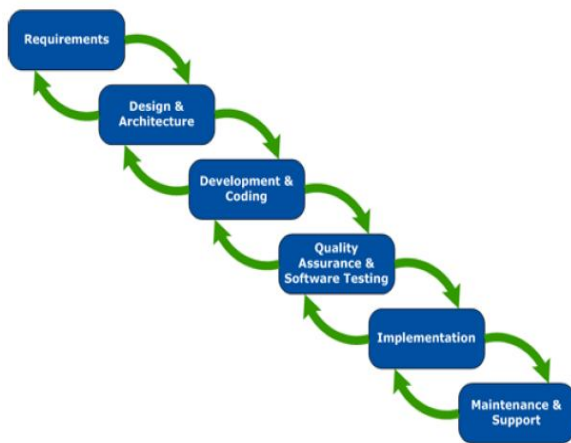 Requirements
Design &
Architecture
Development &
Coding
Quality
Assurance &
Software Testing
Implementation
Maintenance &
Support